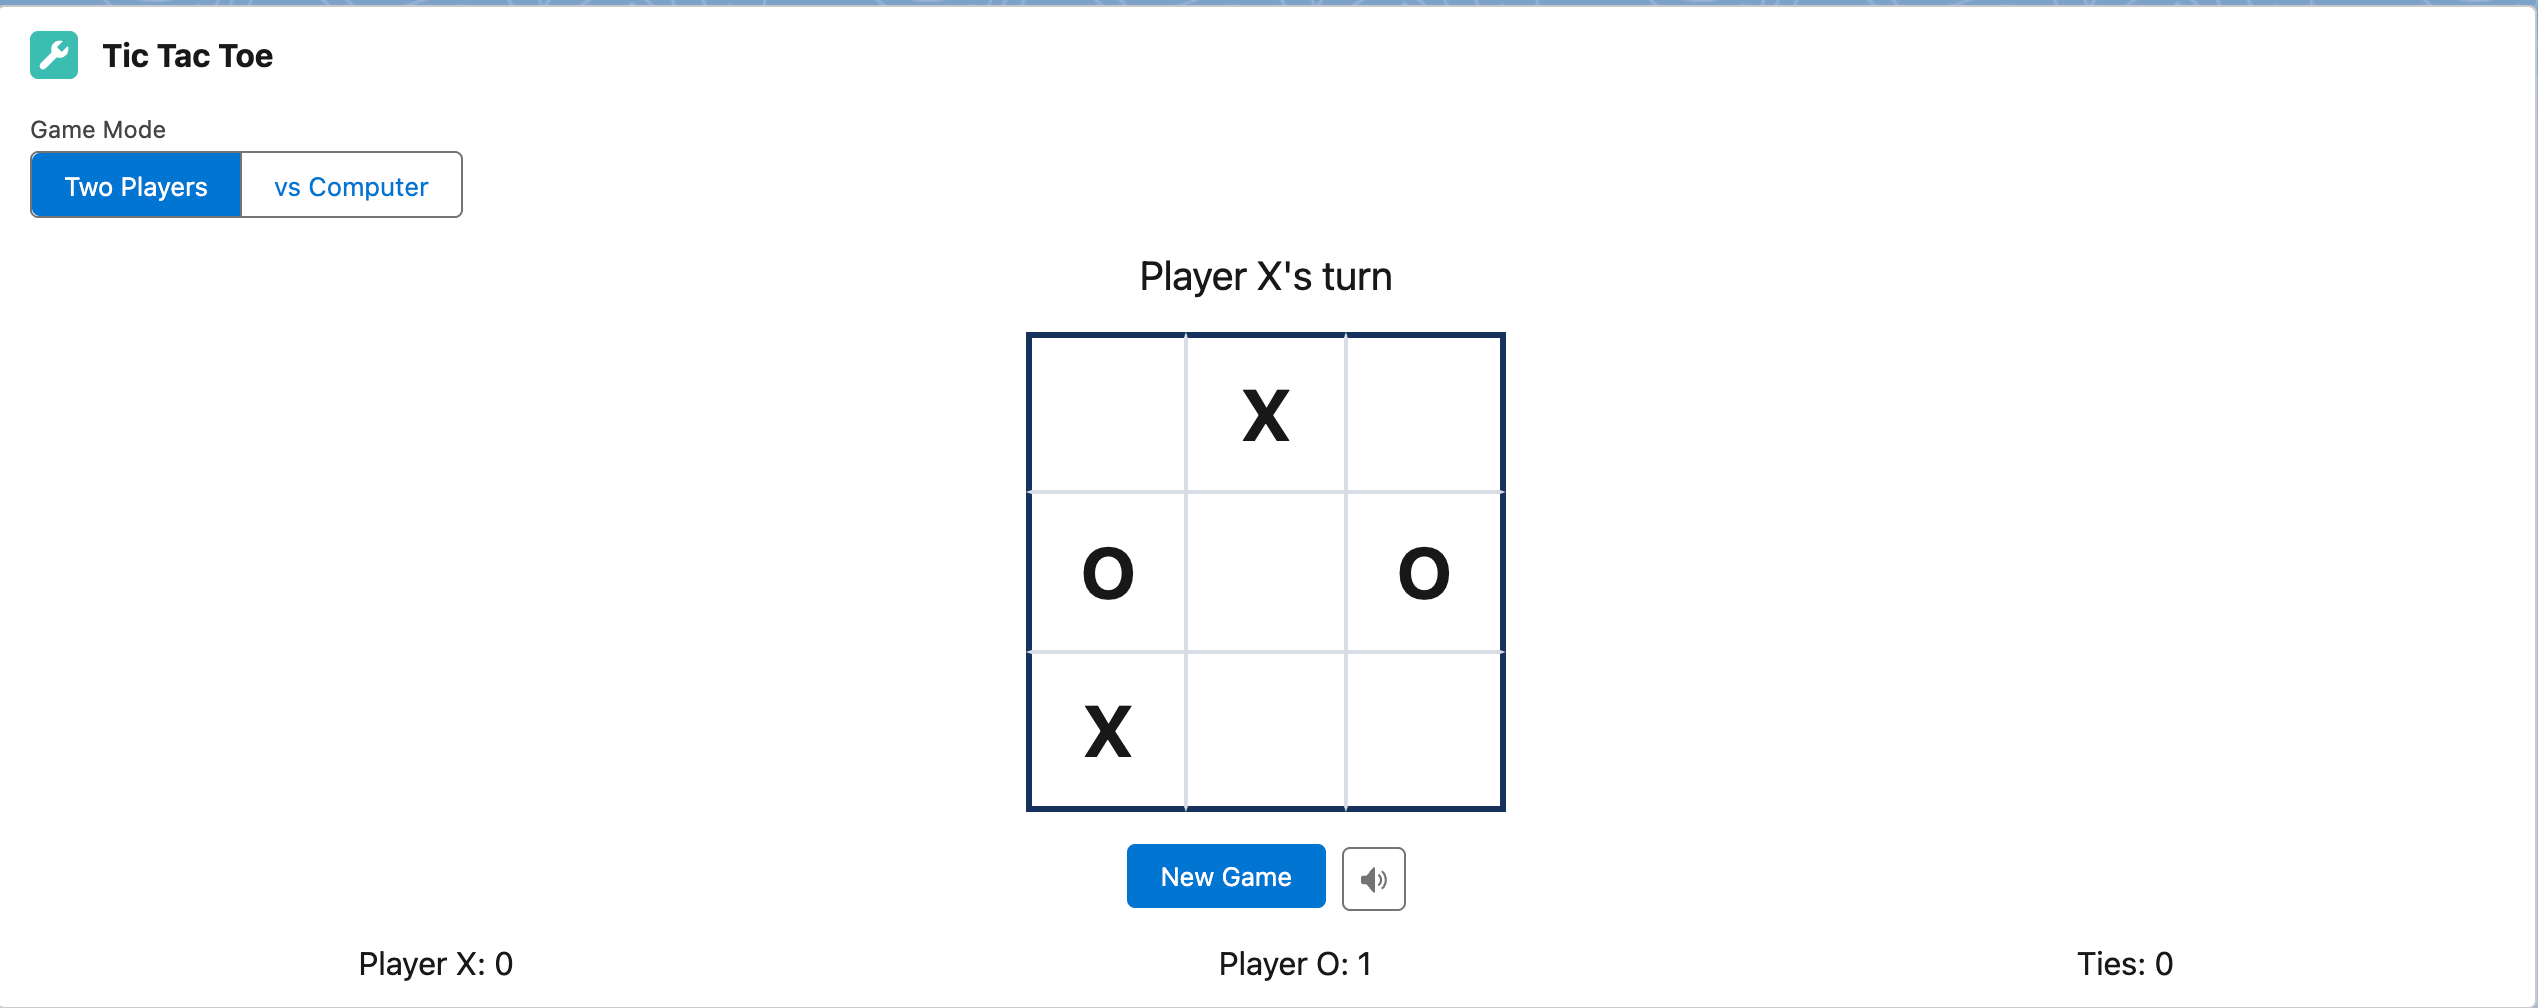 Tic Tac Toe
Game Mode
Two Players vs Computer
Player X's turn
X
O O
X
New Game
Player X: 0 Player O: 1 Ties: 0